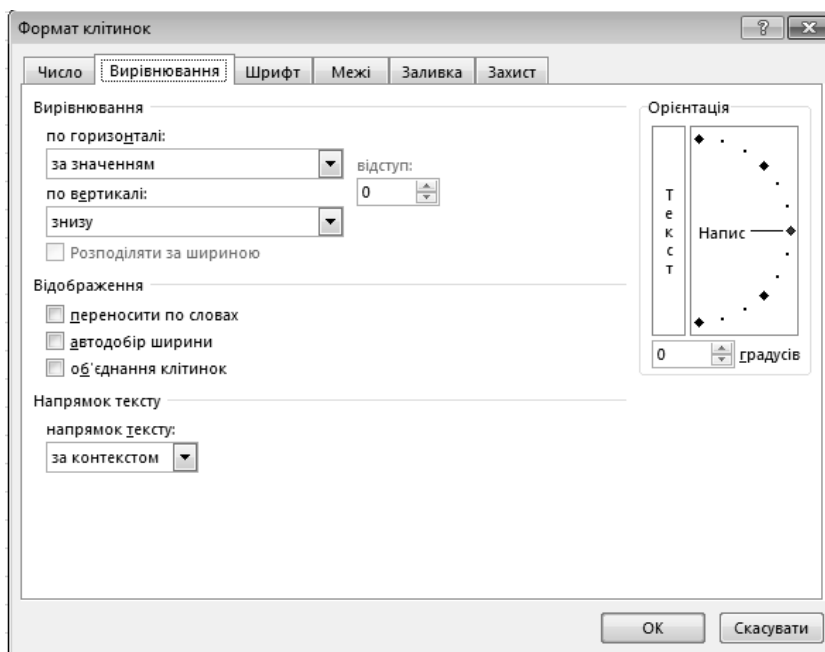 Формат клітинок
Число Вирівнювання Шрифт Межі Заливка Захист
Вирівнювання
по горизонталі:
за значенням
відступ:
0
по вертикалі:
знизу
Розподіляти за шириною
Відображення
переносити по словах
автодобір ширини
об'єднання клітинок
Напрямок тексту
напрямок тексту:
за контекстом
Орієнтація
Текст
Напис
0 градусів
ОК Скасувати